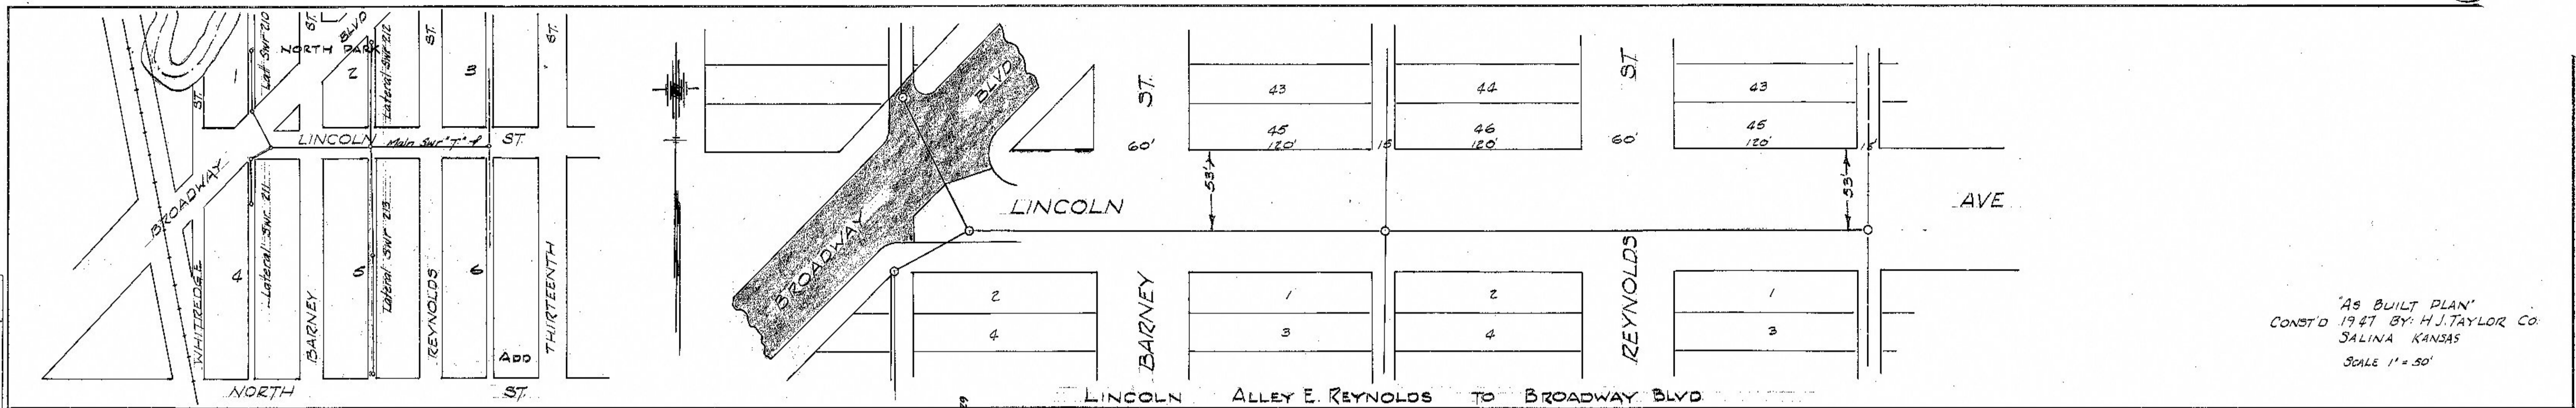 ST.
BLVD
ST.
ST.
NORTH PARK
Latl Swr 210
Lateral Swr 212
1
2
3
ST.
LINCOLN
Main Swr "T"
ST.
BROADWAY
WHITREDGE
4
Lateral Swr. 211
BARNEY
5
Lateral Swr 213
REYNOLDS
6
ADD
THIRTEENTH
NORTH ST.
BLVD
BROADWAY
ST.
60'
43
45
120'
15
44
46
120'
ST
60'
43
45
120'
15'
53'
53'
LINCOLN
AVE
2
4
BARNEY
1
3
2
4
REYNOLDS
1
3
LINCOLN ALLEY E. REYNOLDS TO BROADWAY BLVD
"AS BUILT PLAN"
CONST'D 1947 BY: H.J. TAYLOR CO.
SALINA KANSAS
SCALE 1" = 50'